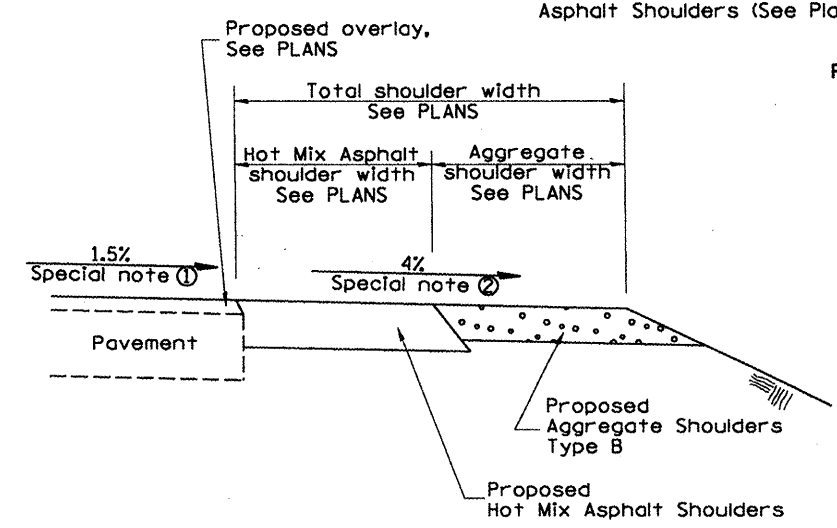 Asphalt Shoulders (See Pla
Proposed overlay,
See PLANS
Total shoulder width
See PLANS
Hot Mix Asphalt
shoulder width
See PLANS
Aggregate
shoulder width
See PLANS
1.5%
Special note ①
4%
Special note ②
Pavement
Proposed
Aggregate Shoulders
Type B
Proposed
Hot Mix Asphalt Shoulders